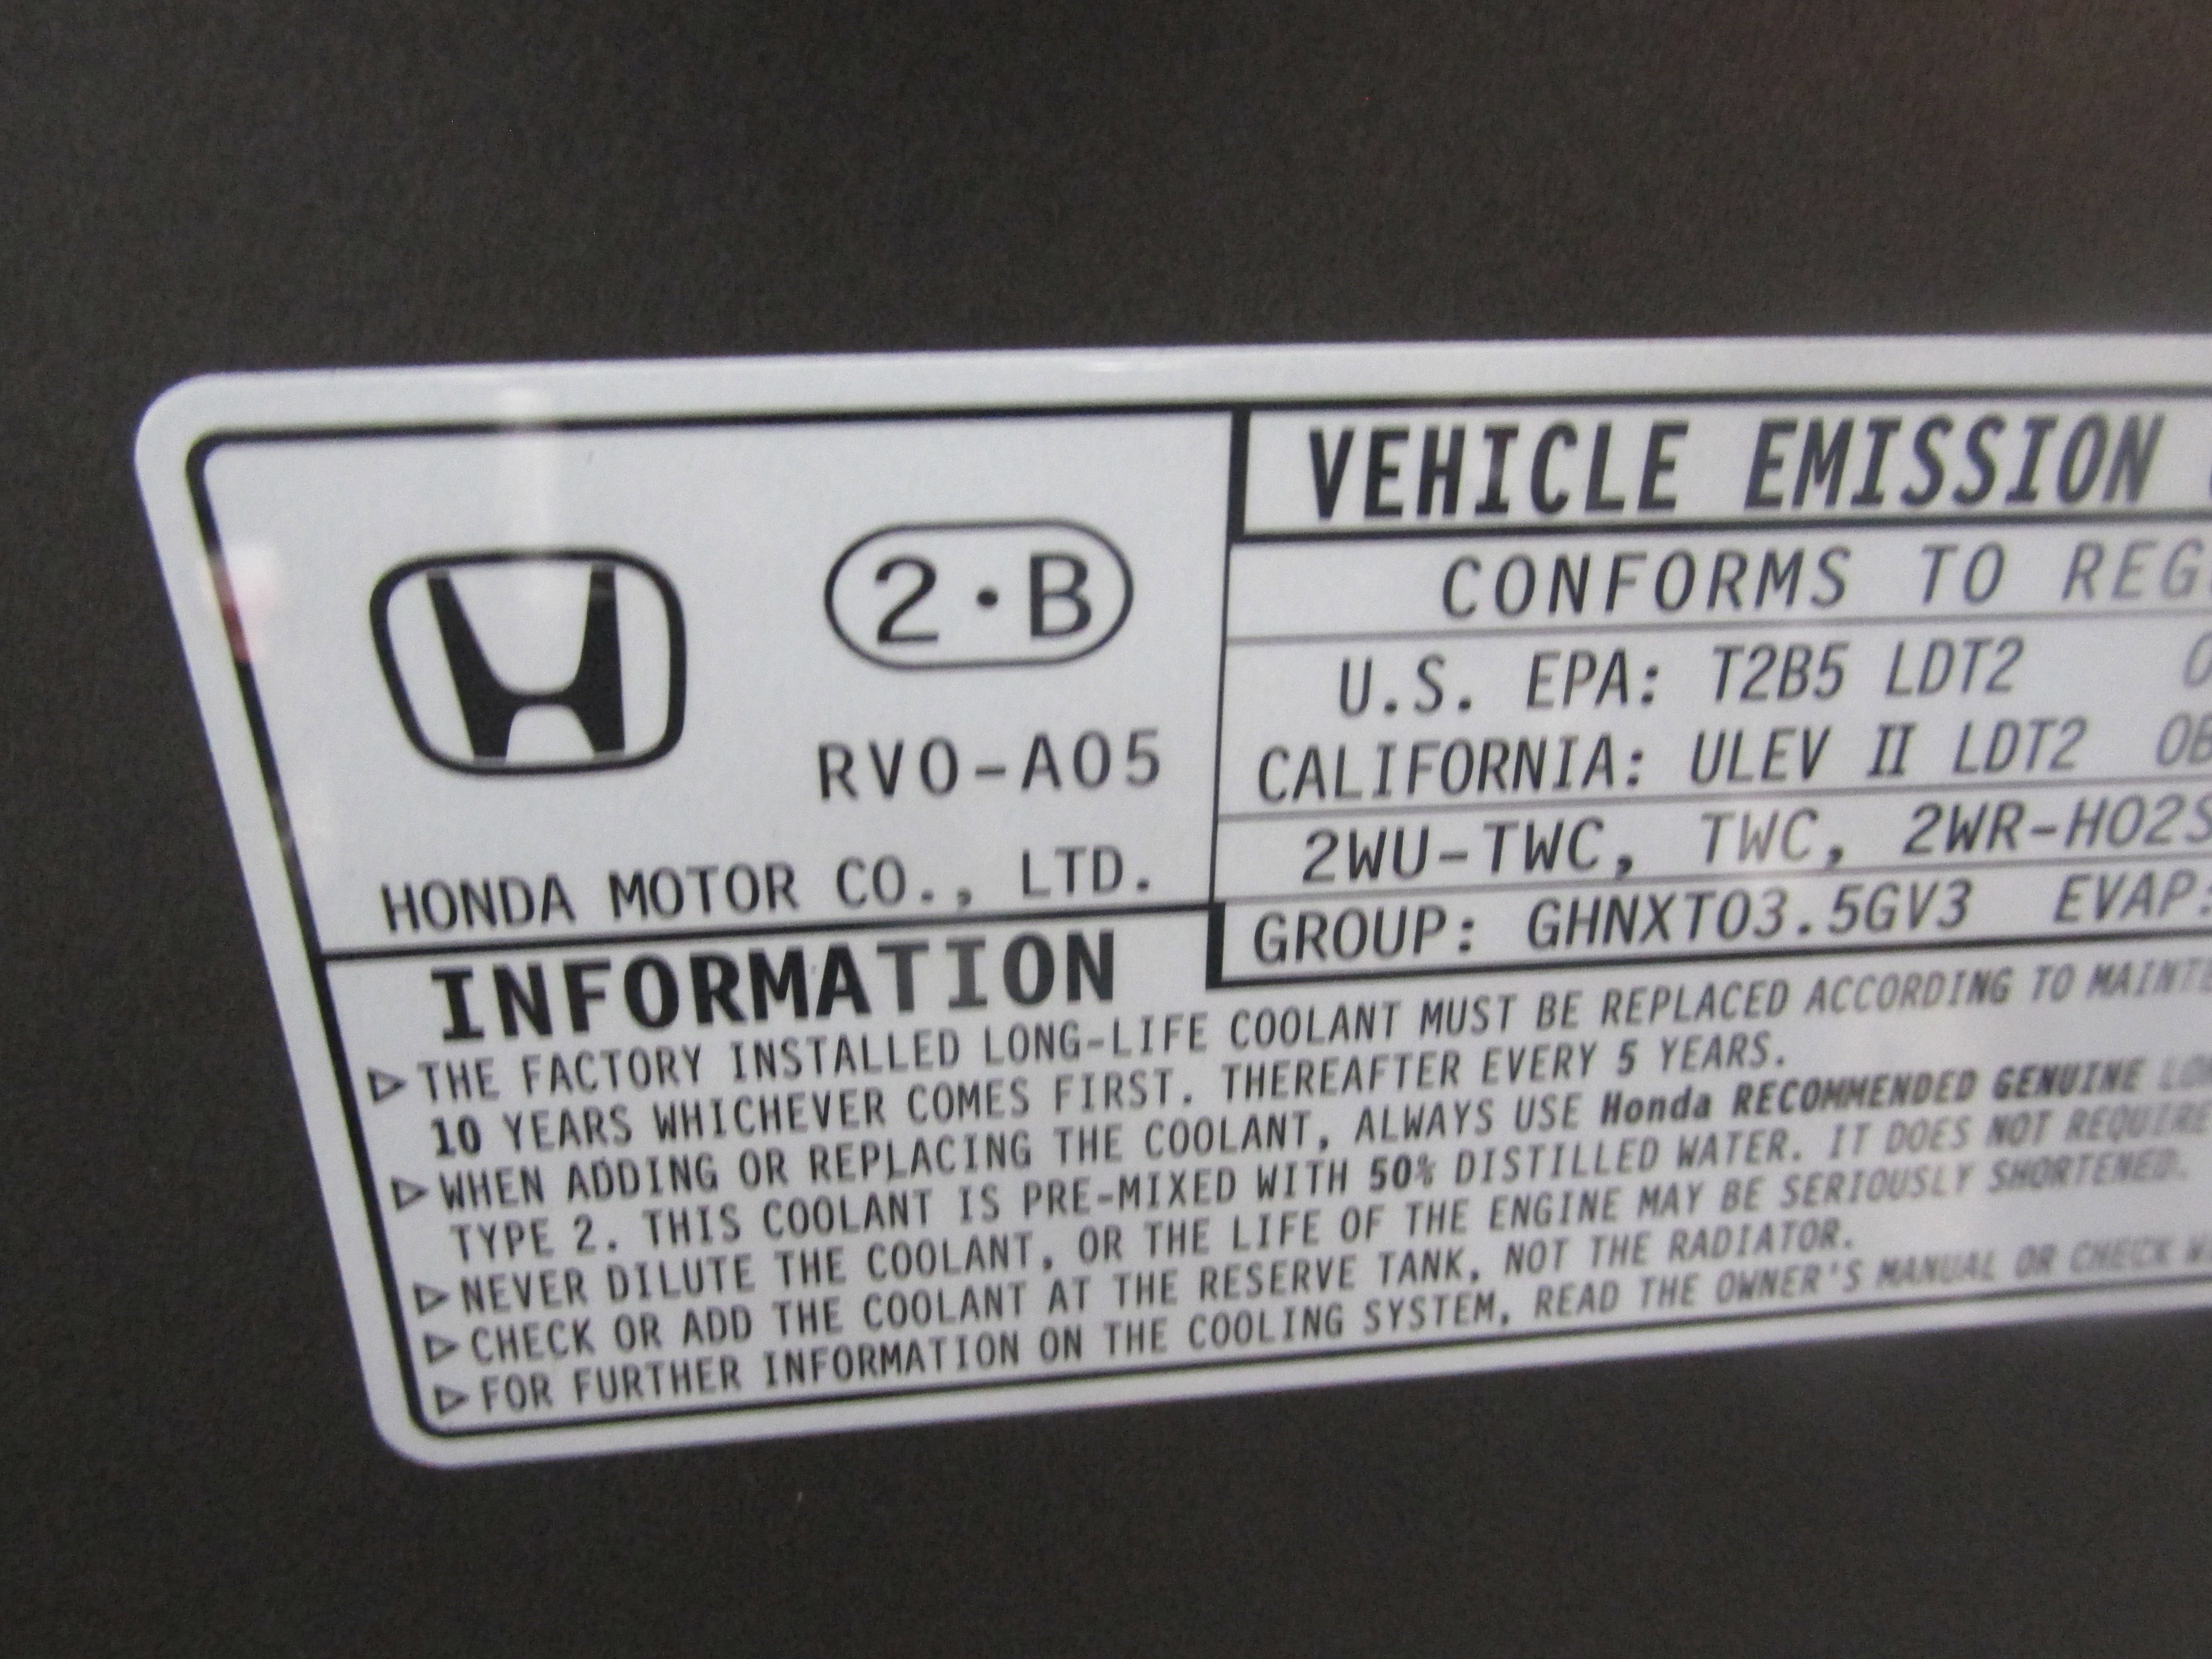 2·B
RV0-A05
HONDA MOTOR CO., LTD.
VEHICLE EMISSION
CONFORMS TO
U.S. EPA: T2B5 LDT2
CALIFORNIA: ULEV II LDT2
2WU-TWC, TWC, 2WR-HO2S
GROUP: GHNXT03.5GV3 EVAP:
INFORMATION
▷ THE FACTORY INSTALLED LONG-LIFE COOLANT MUST BE REPLACED ACCORDING TO
10 YEARS WHICHEVER COMES FIRST. THEREAFTER EVERY 5 YEARS.
▷ WHEN ADDING OR REPLACING THE COOLANT, ALWAYS USE Honda RECOMMENDED GENUINE
TYPE 2. THIS COOLANT IS PRE-MIXED WITH 50% DISTILLED WATER. IT DOES NOT REQUIRE
▷ NEVER DILUTE THE COOLANT, OR THE LIFE OF THE ENGINE MAY BE SERIOUSLY SHORTENED.
▷ CHECK OR ADD THE COOLANT AT THE RESERVE TANK, NOT THE RADIATOR.
▷ FOR FURTHER INFORMATION ON THE COOLING SYSTEM, READ THE OWNER'S MANUAL OR CHECK